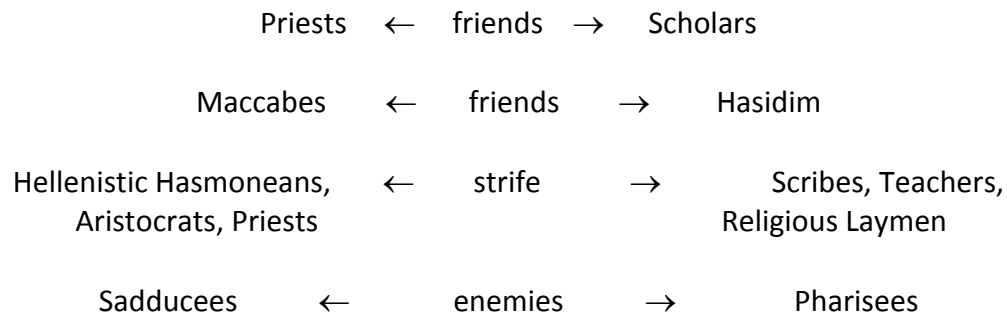 Priests ← friends → Scholars
Maccabes ← friends → Hasidim
Hellenistic Hasmoneans, ← strife → Scribes, Teachers,
Aristocrats, Priests Religious Laymen
Sadducees ← enemies → Pharisees